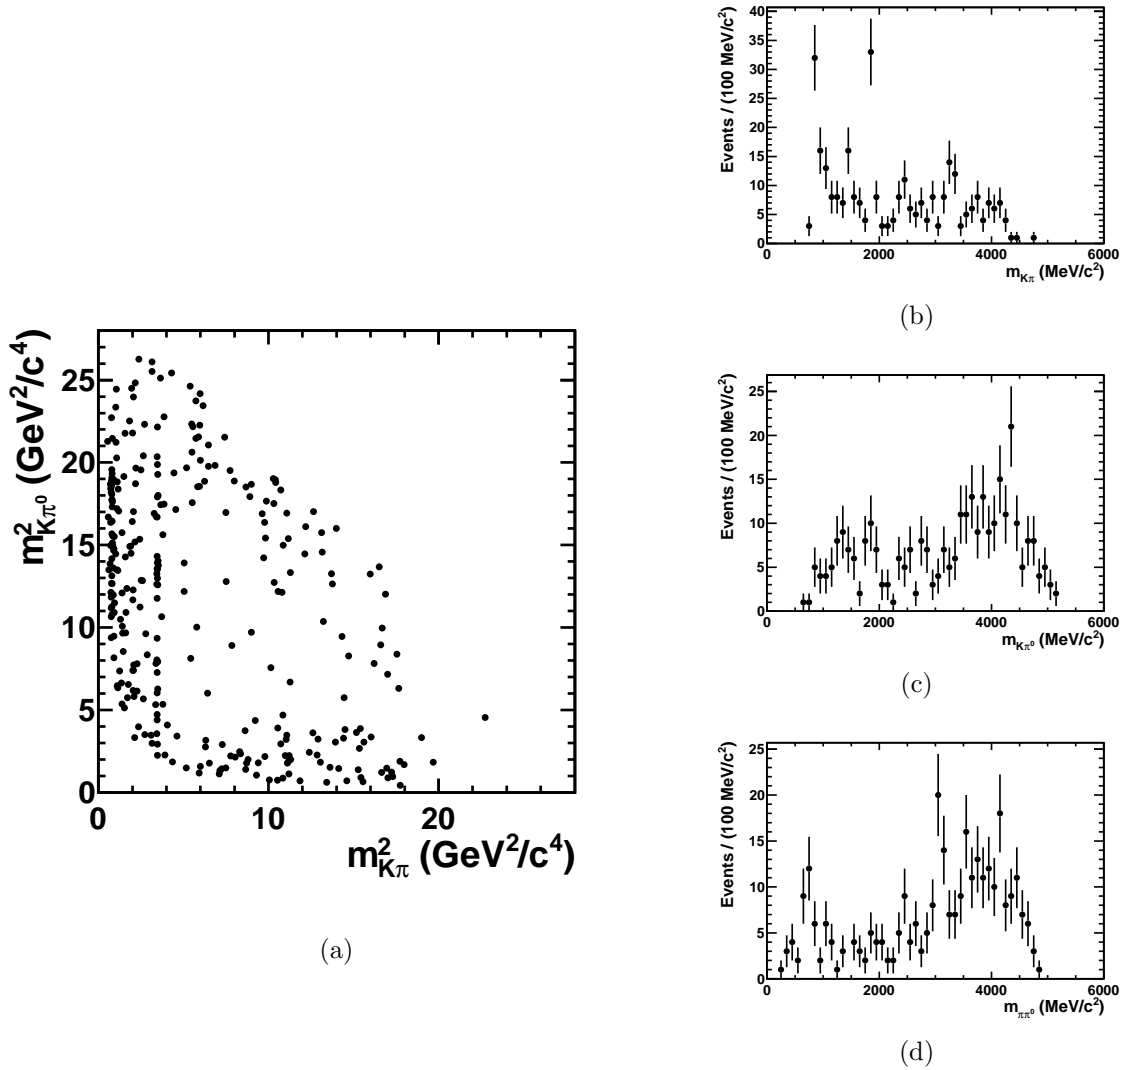 m²Kπ⁰ (GeV²/c⁴)
25
20
15
10
5
0
0 10 20
m²Kπ (GeV²/c⁴)
(a)
Events / (100 MeV/c²)
40
35
30
25
20
15
10
5
0
0 2000 4000 6000
mKπ (MeV/c²)
(b)
Events / (100 MeV/c²)
25
20
15
10
5
0
0 2000 4000 6000
mKπ⁰ (MeV/c²)
(c)
Events / (100 MeV/c²)
25
20
15
10
5
0
0 2000 4000 6000
mππ⁰ (MeV/c²)
(d)